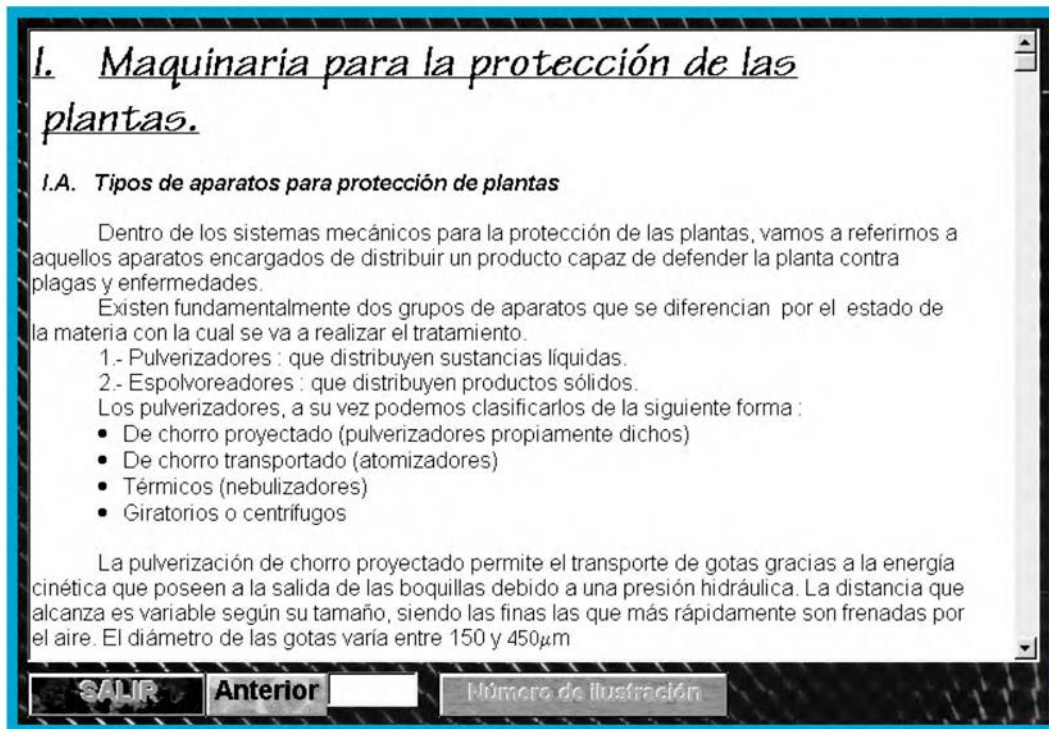 I. Maquinaria para la protección de las
plantas.
I.A. Tipos de aparatos para protección de plantas
Dentro de los sistemas mecánicos para la protección de las plantas, vamos a referirnos a
aquellos aparatos encargados de distribuir un producto capaz de defender la planta contra
plagas y enfermedades.
Existen fundamentalmente dos grupos de aparatos que se diferencian por el estado de
la materia con la cual se va a realizar el tratamiento.
1.- Pulverizadores : que distribuyen sustancias líquidas.
2.- Espolvoreadores : que distribuyen productos sólidos.
Los pulverizadores, a su vez podemos clasificarlos de la siguiente forma :
• De chorro proyectado (pulverizadores propiamente dichos)
• De chorro transportado (atomizadores)
• Térmicos (nebulizadores)
• Giratorios o centrífugos
La pulverización de chorro proyectado permite el transporte de gotas gracias a la energía
cinética que poseen a la salida de las boquillas debido a una presión hidráulica. La distancia que
alcanza es variable según su tamaño, siendo las finas las que más rápidamente son frenadas por
el aire. El diámetro de las gotas varía entre 150 y 450μm
SALIR Anterior Número de ilustración